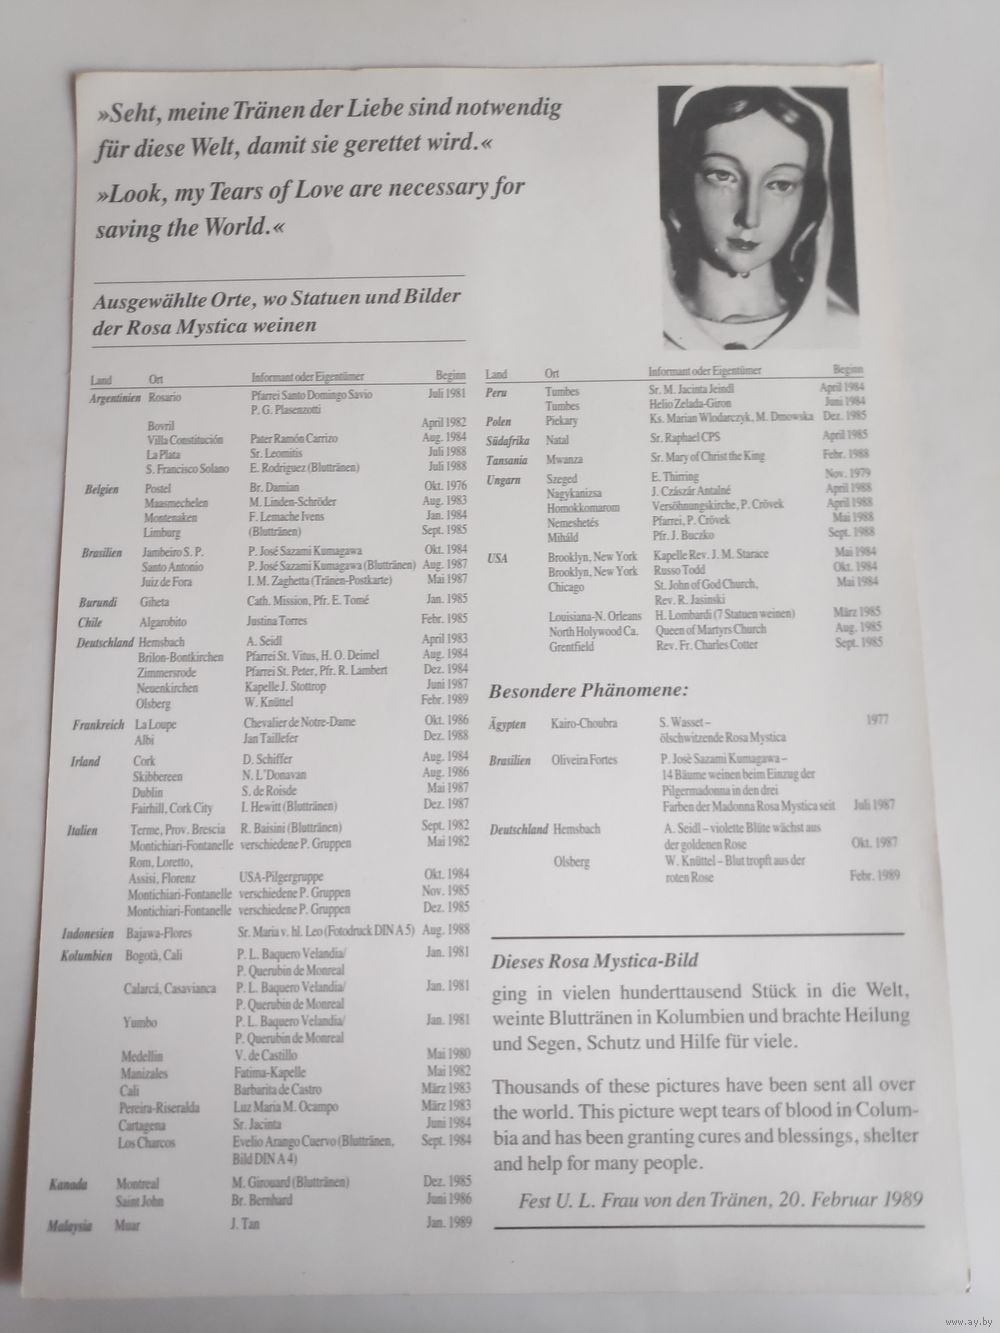 »Seht, meine Tränen der Liebe sind notwendig
für diese Welt, damit sie gerettet wird.«
»Look, my Tears of Love are necessary for
saving the World.«
Ausgewählte Orte, wo Statuen und Bilder
der Rosa Mystica weinen
Land Ort Informant oder Eigentümer Beginn
Argentinien Rosario Pfarrei Santo Domingo Savio Juli 1981
P. G. Plasenzotti
Bovril April 1982
Villa Constitución Pater Ramón Carrizo Aug. 1984
La Plata Sr. Leomitis Juli 1988
S. Francisco Solano E. Rodriguez (Bluttränen) Juli 1988
Belgien Postel Br. Damian Okt. 1976
Maasmechelen M. Linden-Schröder Aug. 1983
Montenaken F. Lemache Ivens Jan. 1984
Limburg (Bluttränen) Sept. 1985
Brasilien Jambeiro S. P. P. José Sazami Kumagawa Okt. 1984
Santo Antonio P. José Sazami Kumagawa (Bluttränen) Aug. 1987
Juiz de Fora I. M. Zaghetta (Tränen-Postkarte) Mai 1987
Burundi Giheta Cath. Mission, Pfr. E. Tomé Jan. 1985
Chile Algarobito Justina Torres Febr. 1985
Deutschland Hemsbach A. Seidl April 1983
Brilon-Bontkirchen Pfarrei St. Vitus, H. O. Deimel Aug. 1984
Zimmersrode Pfarrei St. Peter, Pfr. R. Lambert Dez. 1984
Neuenkirchen Kapelle J. Stottrop Juni 1987
Olsberg W. Knüttel Febr. 1989
Frankreich La Loupe Chevalier de Notre-Dame Okt. 1986
Albi Jan Taillefer Dez. 1988
Irland Cork D. Schiffer Aug. 1984
Skibbereen N. L'Donavan Aug. 1986
Dublin S. de Roisde Mai 1987
Fairhill, Cork City I. Hewitt (Bluttränen) Dez. 1987
Italien Terme, Prov. Brescia R. Baisini (Bluttränen) Sept. 1982
Montichiari-Fontanelle verschiedene P. Gruppen Mai 1982
Rom, Loretto,
Assisi, Florenz USA-Pilgergruppe Okt. 1984
Montichiari-Fontanelle verschiedene P. Gruppen Nov. 1985
Montichiari-Fontanelle verschiedene P. Gruppen Dez. 1985
Indonesien Bajawa-Flores Sr. Maria v. hl. Leo (Fotodruck DIN A 5) Aug. 1988
Kolumbien Bogotà, Cali P. L. Baquero Velandia/ Jan. 1981
P. Querubin de Monreal
Calarcá, Casavianca P. L. Baquero Velandia/ Jan. 1981
P. Querubin de Monreal
Yumbo P. L. Baquero Velandia/ Jan. 1981
P. Querubin de Monreal
Medellin V. de Castillo Mai 1980
Manizales Fatima-Kapelle Mai 1982
Cali Barbarita de Castro März 1983
Pereira-Riseralda Luz Maria M. Ocampo März 1983
Cartagena Sr. Jacinta Juni 1984
Los Charcos Evelio Arango Cuervo (Bluttränen, Sept. 1984
Bild DIN A 4)
Kanada Montreal M. Girouard (Bluttränen) Dez. 1985
Saint John Br. Bernhard Juni 1986
Malaysia Muar J. Tan Jan. 1989
Land Ort Informant oder Eigentümer Beginn
Peru Tumbes Sr. M. Jacinta Jeindl April 1984
Tumbes Helio Zelada-Giron Juni 1984
Polen Piekary Ks. Marian Wlodarczyk, M. Dmowska Dez. 1985
Südafrika Natal Sr. Raphael CPS April 1985
Tansania Mwanza Sr. Mary of Christ the King Febr. 1988
Ungarn Szeged E. Thirring Nov. 1979
Nagykanizsa J. Czászár Antalné April 1988
Homokkomarom Versöhnungskirche, P. Crövek April 1988
Nemeshetés Pfarrei, P. Crövek Mai 1988
Miháld Pfr. J. Buczko Sept. 1988
USA Brooklyn, New York Kapelle Rev. J. M. Starace Mai 1984
Brooklyn, New York Russo Todd Okt. 1984
Chicago St. John of God Church, Mai 1984
Rev. R. Jasinski
Louisiana-N. Orleans H. Lombardi (7 Statuen weinen) März 1985
North Holywood Ca. Queen of Martyrs Church Aug. 1985
Grentfield Rev. Fr. Charles Cotter Sept. 1985
Besondere Phänomene:
Ägypten Kairo-Choubra S. Wasset – 1977
ölschwitzende Rosa Mystica
Brasilien Oliveira Fortes P. Josè Sazami Kumagawa –
14 Bäume weinen beim Einzug der
Pilgermadonna in den drei
Farben der Madonna Rosa Mystica seit Juli 1987
Deutschland Hemsbach A. Seidl – violette Blüte wächst aus
der goldenen Rose Okt. 1987
Olsberg W. Knüttel – Blut tropft aus der
roten Rose Febr. 1989
Dieses Rosa Mystica-Bild
ging in vielen hunderttausend Stück in die Welt,
weinte Bluttränen in Kolumbien und brachte Heilung
und Segen, Schutz und Hilfe für viele.
Thousands of these pictures have been sent all over
the world. This picture wept tears of blood in Colum-
bia and has been granting cures and blessings, shelter
and help for many people.
Fest U. L. Frau von den Tränen, 20. Februar 1989
www.ay.by